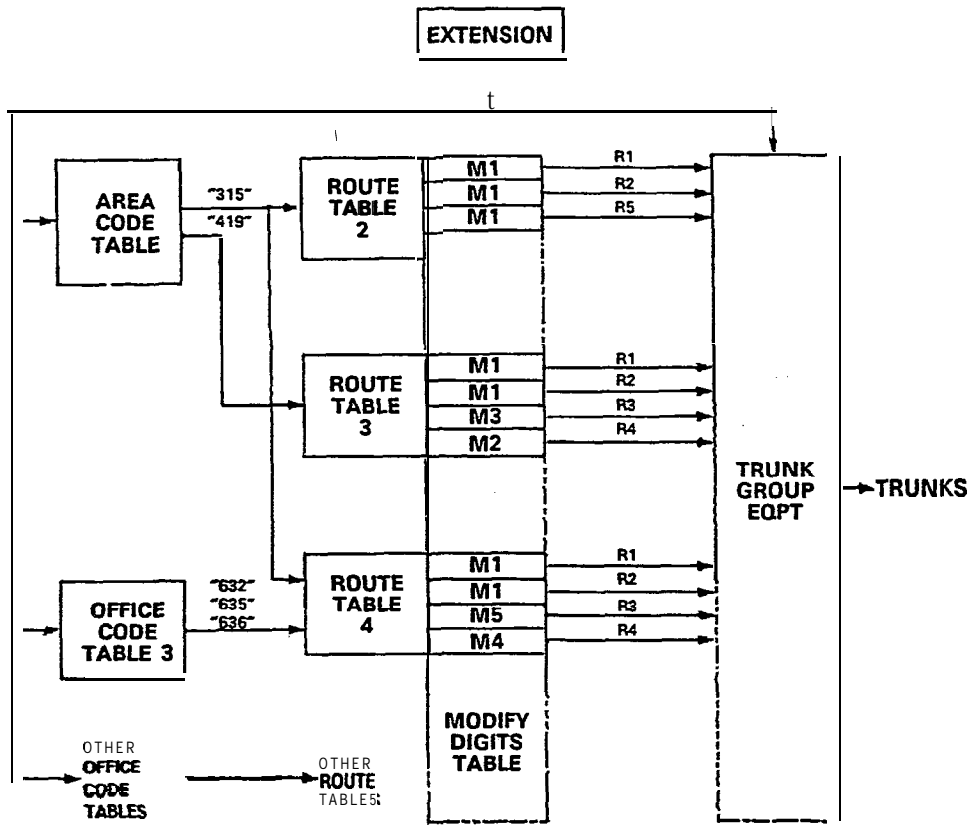 EXTENSION
t
AREA
CODE
TABLE
"315"
"419"
ROUTE
TABLE
2
M1
M1
M1
R1
R2
R5
ROUTE
TABLE
3
M1
M1
M3
M2
R1
R2
R3
R4
TRUNK
GROUP
EQPT
TRUNKS
OFFICE
CODE
TABLE 3
"632"
"635"
"636"
ROUTE
TABLE
4
M1
M1
M5
M4
R1
R2
R3
R4
MODIFY
DIGITS
TABLE
OTHER
OFFICE
CODE
TABLES
OTHER
ROUTE
TABLE5: